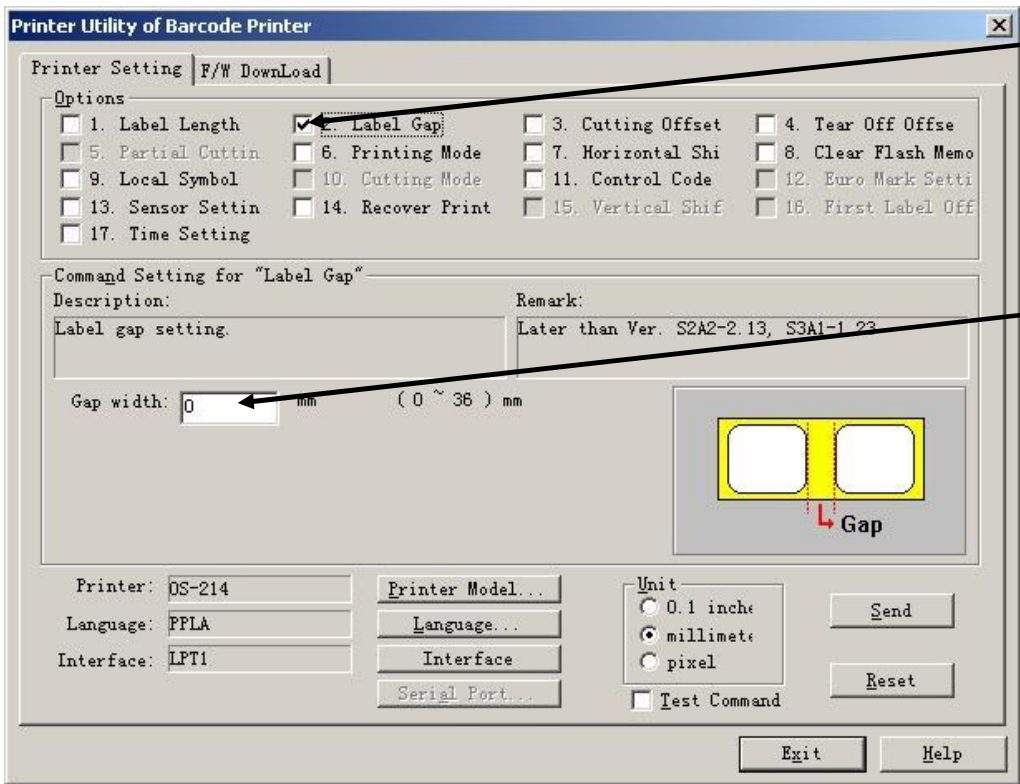 Printer Utility of Barcode Printer
Printer Setting F/W DownLoad
Options
1. Label Length 2. Label Gap 3. Cutting Offset 4. Tear Off Offse
5. Partial Cuttin 6. Printing Mode 7. Horizontal Shi 8. Clear Flash Memo
9. Local Symbol 10. Cutting Mode 11. Control Code 12. Euro Mark Setti
13. Sensor Settin 14. Recover Print 15. Vertical Shif 16. First Label Off
17. Time Setting
Command Setting for "Label Gap"
Description: Remark:
Label gap setting. Later than Ver. S2A2-2.13, S3A1-1.23
Gap width: 0 mm ( 0 ~ 36 ) mm
Gap
Printer: OS-214 Printer Model... Unit
0.1 inche Send
Language: PPLA Language... millimete
Interface: LPT1 Interface pixel
Reset
Serial Port... Test Command
Exit Help